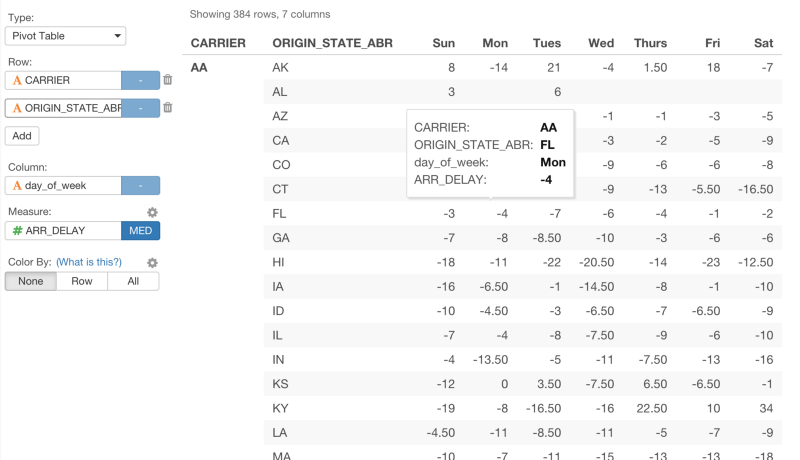 Type:
Pivot Table
Row:
A CARRIER -
A ORIGIN_STATE_ABR -
Add
Column:
A day_of_week -
Measure:
# ARR_DELAY MED
Color By: (What is this?)
None Row All
Showing 384 rows, 7 columns
CARRIER ORIGIN_STATE_ABR Sun Mon Tues Wed Thurs Fri Sat
AA AK 8 -14 21 -4 1.50 18 -7
AL 3 6
AZ -1 -1 -3 -5
CA -3 -2 -5 -9
CO -9 -6 -6 -8
CT -9 -13 -5.50 -16.50
CARRIER: AA
ORIGIN_STATE_ABR: FL
day_of_week: Mon
ARR_DELAY: -4
FL -3 -4 -7 -6 -4 -1 -2
GA -7 -8 -8.50 -10 -3 -6 -6
HI -18 -11 -22 -20.50 -14 -23 -12.50
IA -16 -6.50 -1 -14.50 -8 -1 -10
ID -10 -4.50 -3 -6.50 -7 -6.50 -9
IL -7 -4 -8 -7.50 -9 -6 -10
IN -4 -13.50 -5 -11 -7.50 -13 -16
KS -12 0 3.50 -7.50 6.50 -6.50 -1
KY -19 -8 -16.50 -16 22.50 10 34
LA -4.50 -11 -8.50 -11 -5 -7 -9
MA -10 -7 -11 -15 -13 -13 -18